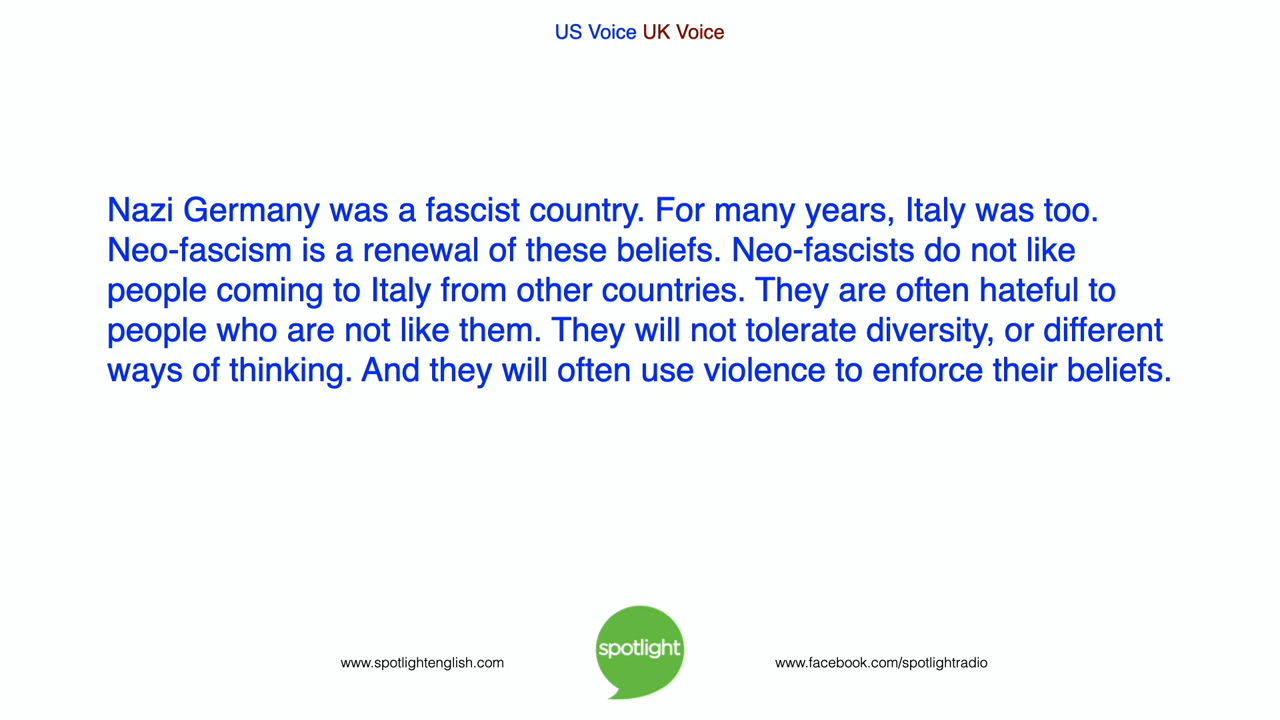 US Voice UK Voice
Nazi Germany was a fascist country. For many years, Italy was too.
Neo-fascism is a renewal of these beliefs. Neo-fascists do not like
people coming to Italy from other countries. They are often hateful to
people who are not like them. They will not tolerate diversity, or different
ways of thinking. And they will often use violence to enforce their beliefs.
spotlight
www.spotlightenglish.com
www.facebook.com/spotlightradio